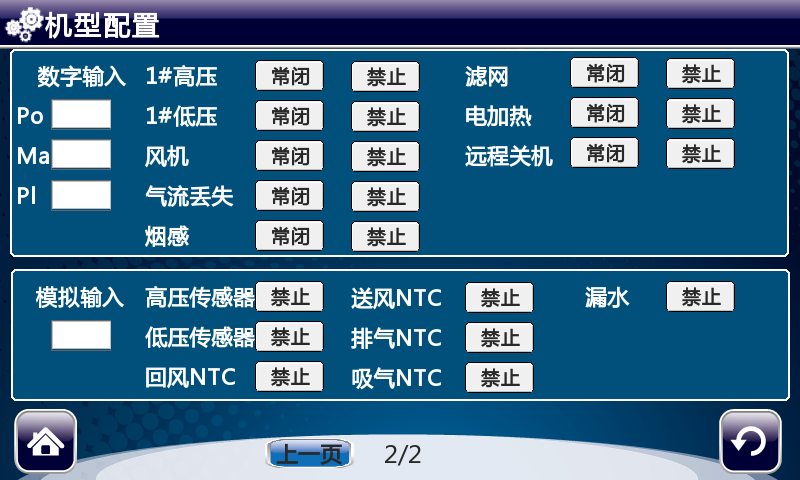 机型配置
数字输入 1#高压 常闭 禁止 滤网 常闭 禁止
Po 1#低压 常闭 禁止 电加热 常闭 禁止
Ma 风机 常闭 禁止 远程关机 常闭 禁止
Pl 气流丢失 常闭 禁止
烟感 常闭 禁止
模拟输入 高压传感器 禁止 送风NTC 禁止 漏水 禁止
低压传感器 禁止 排气NTC 禁止
回风NTC 禁止 吸气NTC 禁止
上一页 2/2